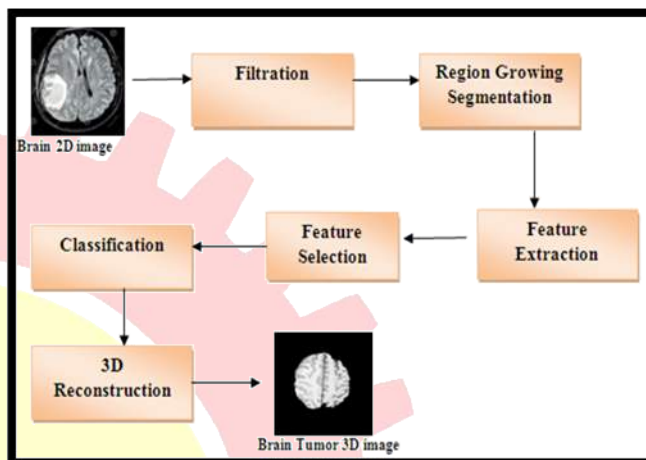 Brain 2D image
Filtration
Region Growing
Segmentation
Feature
Extraction
Feature
Selection
Classification
3D
Reconstruction
Brain Tumor 3D image